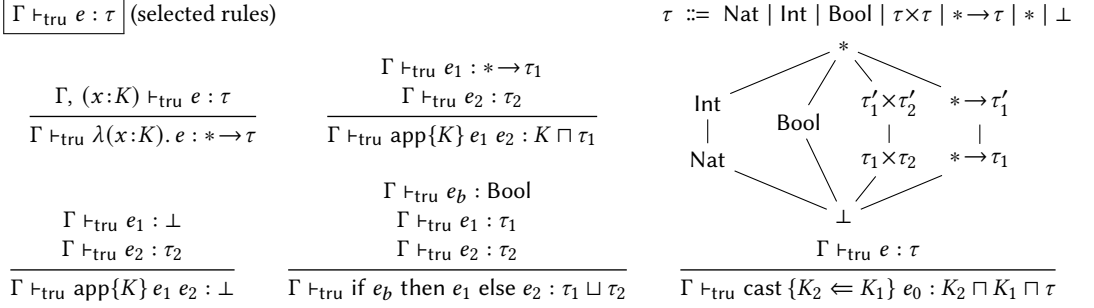 Γ ⊢tru e : τ (selected rules)
τ ::= Nat | Int | Bool | τ×τ | ∗→τ | ∗ | ⊥
Γ, (x:K) ⊢tru e : τ
Γ ⊢tru λ(x:K). e : ∗→τ
Γ ⊢tru e1 : ∗→τ1
Γ ⊢tru e2 : τ2
Γ ⊢tru app{K} e1 e2 : K ⊓ τ1
∗
Int Bool τ′1×τ′2 ∗→τ′1
Nat τ1×τ2 ∗→τ1
⊥
Γ ⊢tru e1 : ⊥
Γ ⊢tru e2 : τ2
Γ ⊢tru app{K} e1 e2 : ⊥
Γ ⊢tru eb : Bool
Γ ⊢tru e1 : τ1
Γ ⊢tru e2 : τ2
Γ ⊢tru if eb then e1 else e2 : τ1 ⊔ τ2
Γ ⊢tru e : τ
Γ ⊢tru cast {K2 ⇐ K1} e0 : K2 ⊓ K1 ⊓ τ